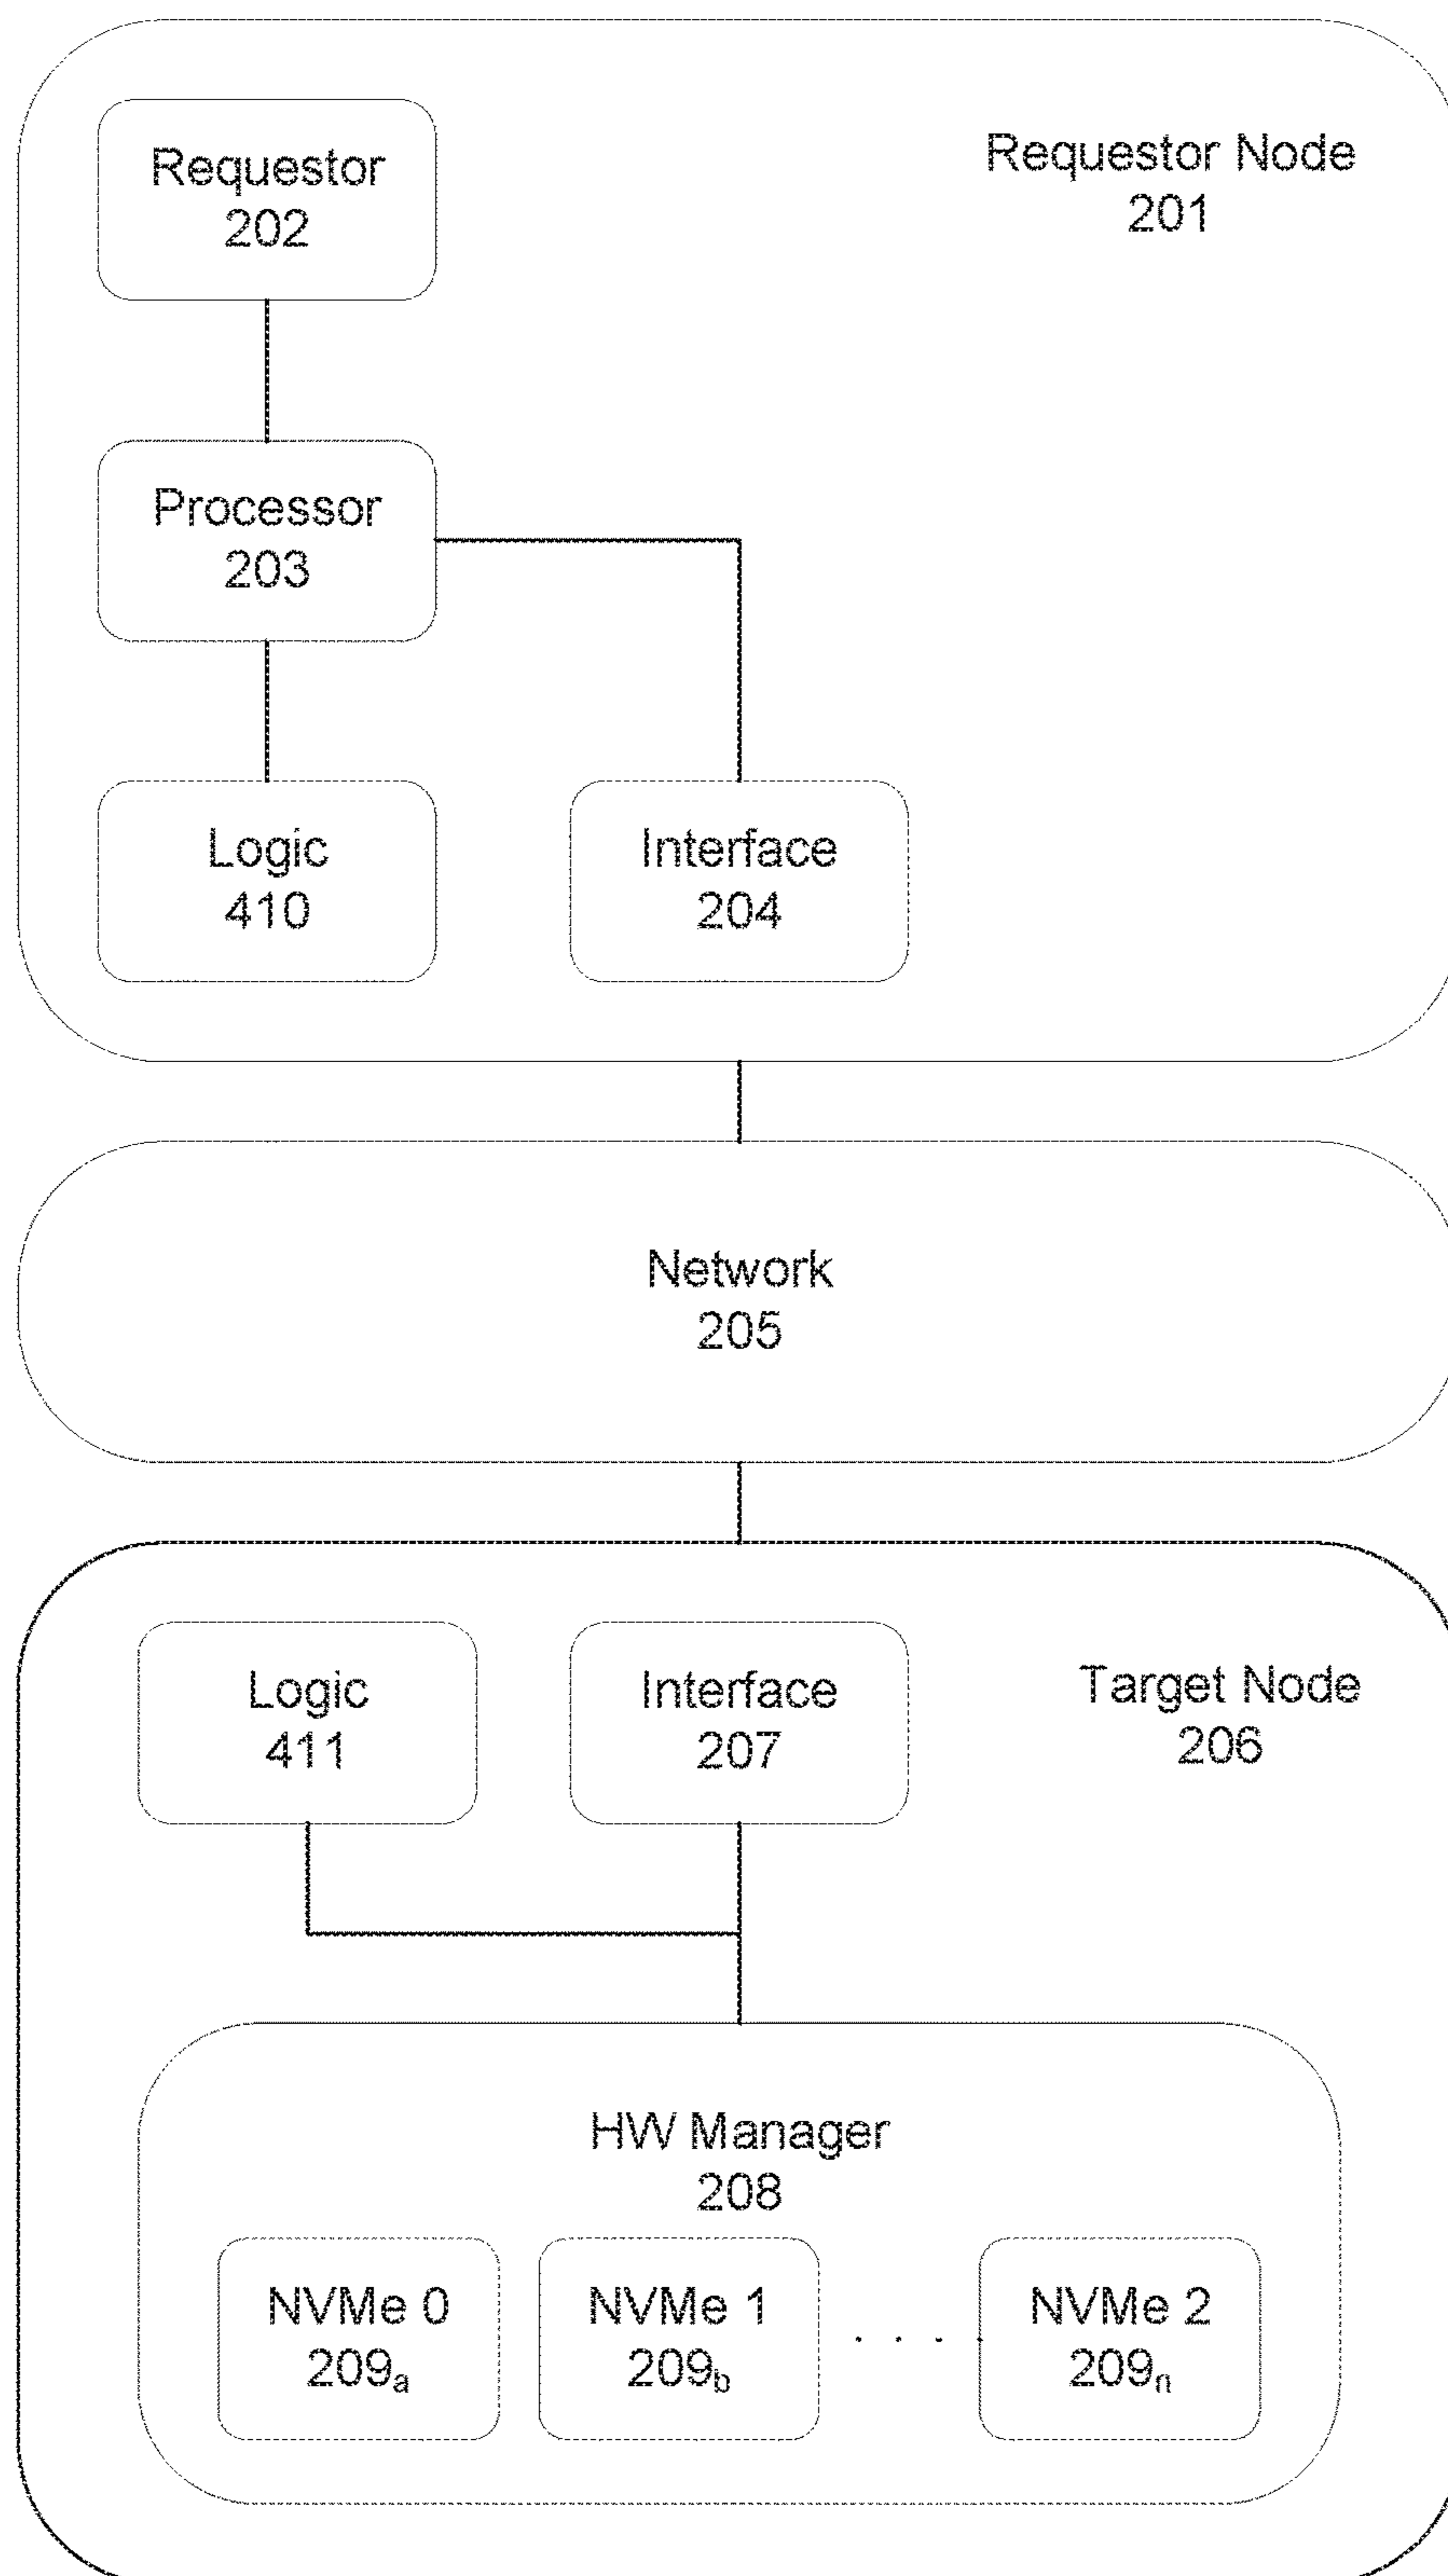 Requestor
202
Requestor Node
201
Processor
203
Logic
410
Interface
204
Network
205
Logic
411
Interface
207
Target Node
206
HW Manager
208
NVMe 0
209a
NVMe 1
209b
. . . .
NVMe 2
209n